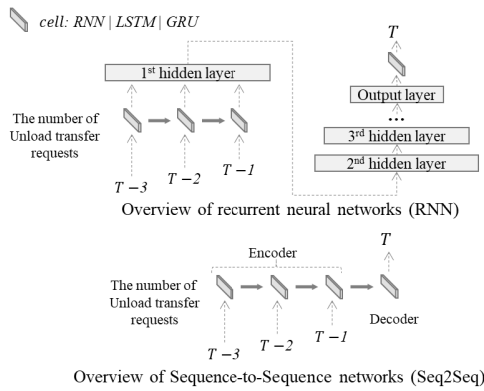 cell: RNN | LSTM | GRU
T
1st hidden layer
Output layer
...
The number of
Unload transfer
requests
3rd hidden layer
2nd hidden layer
T −3
T −2
T −1
Overview of recurrent neural networks (RNN)
T
Encoder
The number of
Unload transfer
requests
Decoder
T −3
T −2
T −1
Overview of Sequence-to-Sequence networks (Seq2Seq)